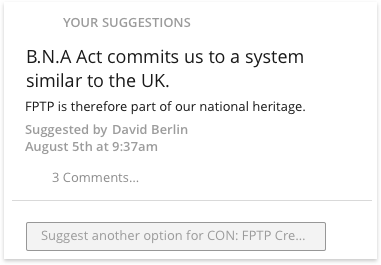 YOUR SUGGESTIONS
B.N.A Act commits us to a system
similar to the UK.
FPTP is therefore part of our national heritage.
Suggested by David Berlin
August 5th at 9:37am
3 Comments...
Suggest another option for CON: FPTP Cre...